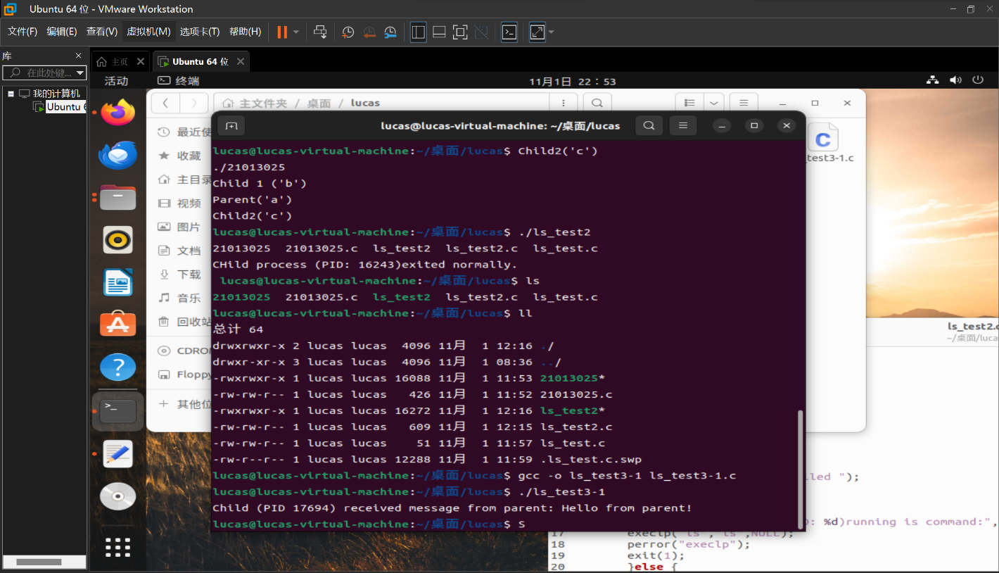 Ubuntu 64 位 - VMware Workstation
文件(F) 编辑(E) 查看(V) 虚拟机(M) 选项卡(T) 帮助(H)
库
在此处键...
我的计算机
Ubuntu 6
主页
Ubuntu 64 位
活动 终端 11月1日 22：53
主文件夹 / 桌面 / lucas
最近使
收藏
主目录
视频
图片
文档
下载
音乐
回收站
CDROM
Floppy
+ 其他位
test3-1.c
lucas@lucas-virtual-machine: ~/桌面/lucas
lucas@lucas-virtual-machine:~/桌面/lucas$ Child2('c')
./21013025
Child 1 ('b')
Parent('a')
Child2('c')
lucas@lucas-virtual-machine:~/桌面/lucas$ ./ls_test2
21013025 21013025.c ls_test2 ls_test2.c ls_test.c
CHild process (PID: 16243)exited normally.
lucas@lucas-virtual-machine:~/桌面/lucas$ ls
21013025 21013025.c ls_test2 ls_test2.c ls_test.c
lucas@lucas-virtual-machine:~/桌面/lucas$ ll
总计 64
drwxrwxr-x 2 lucas lucas 4096 11月 1 12:16 ./
drwxr-xr-x 3 lucas lucas 4096 11月 1 08:36 ../
-rwxrwxr-x 1 lucas lucas 16088 11月 1 11:53 21013025*
-rw-rw-r-- 1 lucas lucas 426 11月 1 11:52 21013025.c
-rwxrwxr-x 1 lucas lucas 16272 11月 1 12:16 ls_test2*
-rw-rw-r-- 1 lucas lucas 609 11月 1 12:15 ls_test2.c
-rw-rw-r-- 1 lucas lucas 51 11月 1 11:57 ls_test.c
-rw-r--r-- 1 lucas lucas 12288 11月 1 11:59 .ls_test.c.swp
lucas@lucas-virtual-machine:~/桌面/lucas$ gcc -o ls_test3-1 ls_test3-1.c
lucas@lucas-virtual-machine:~/桌面/lucas$ ./ls_test3-1
Child (PID 17694) received message from parent: Hello from parent!
lucas@lucas-virtual-machine:~/桌面/lucas$ S
ls_test2.c
~/桌面/lucas
lled ");
: %d)running is command:",
17 execlp("ls","ls",NULL);
18 perror("execlp");
19 exit(1);
20 }else {